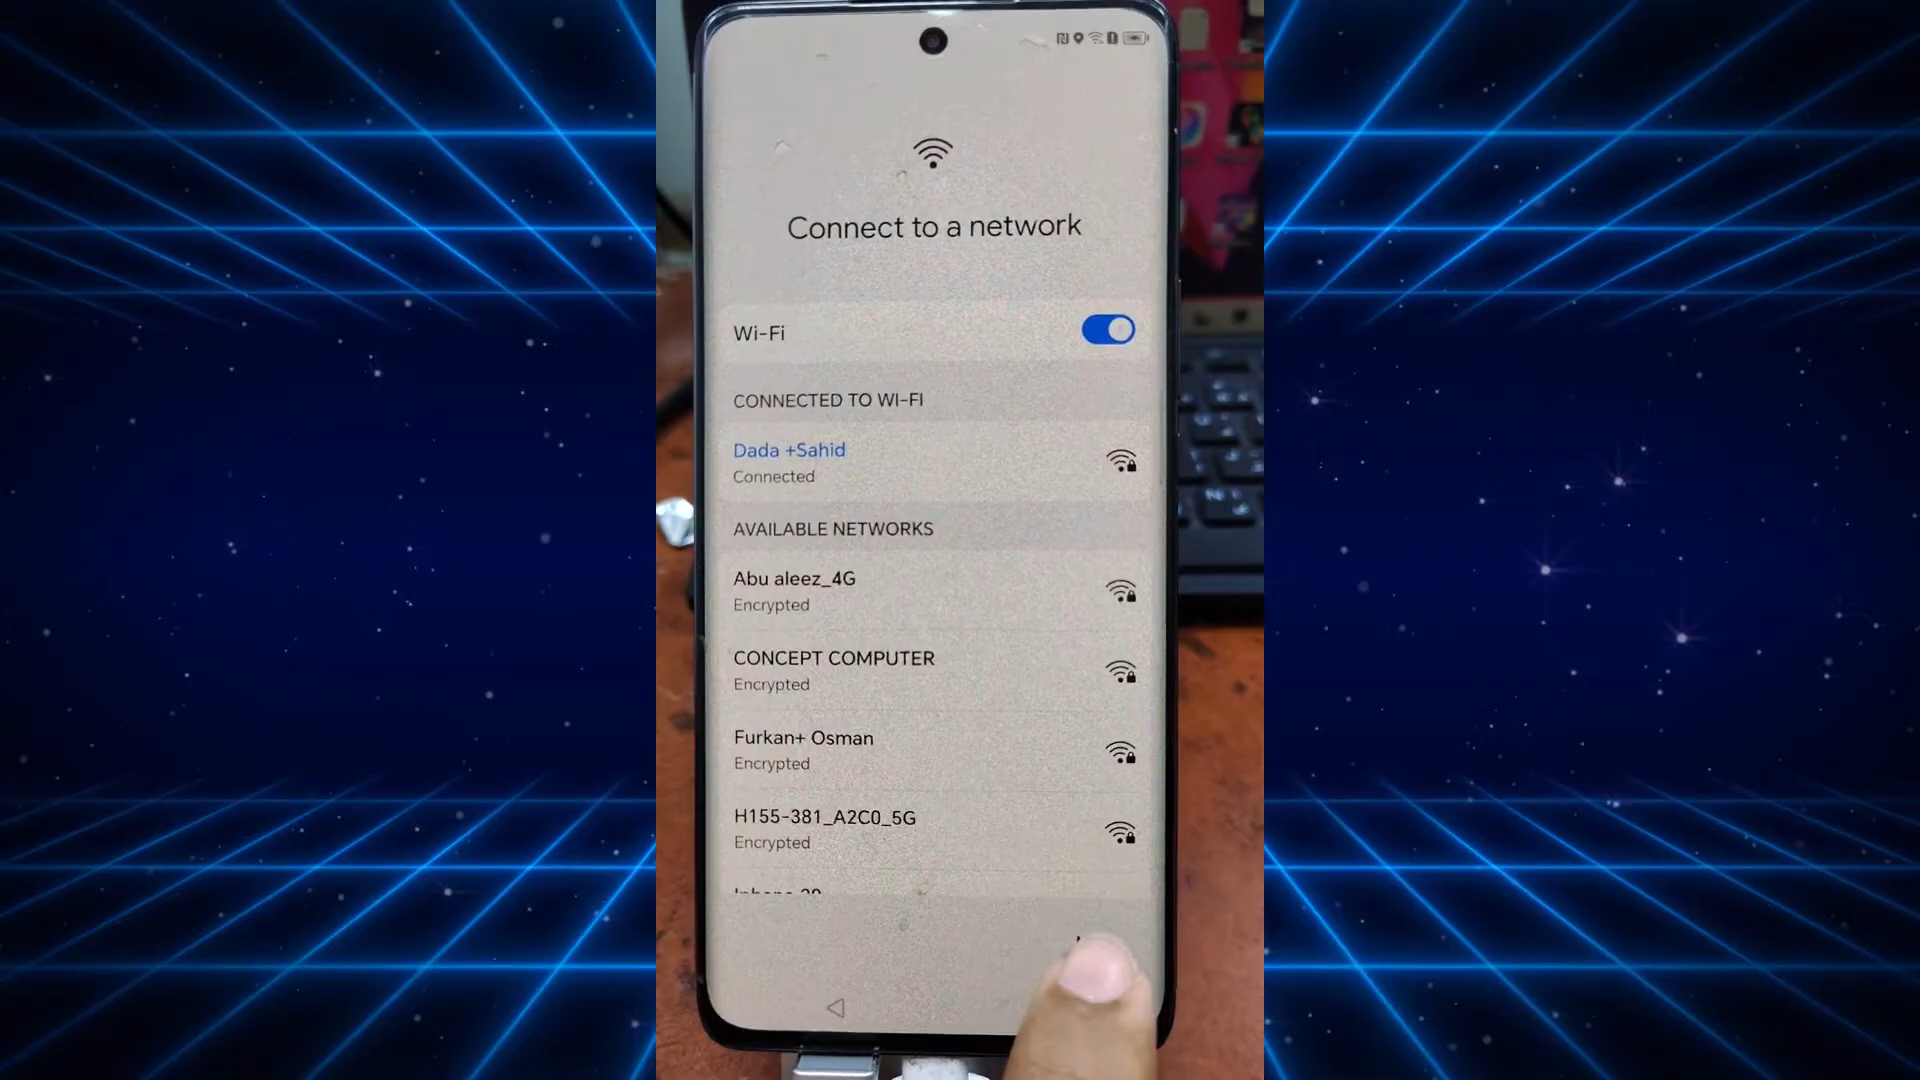 Connect to a network
Wi-Fi
CONNECTED TO WI-FI
Dada +Sahid
Connected
AVAILABLE NETWORKS
Abu aleez_4G
Encrypted
CONCEPT COMPUTER
Encrypted
Furkan+ Osman
Encrypted
H155-381_A2C0_5G
Encrypted